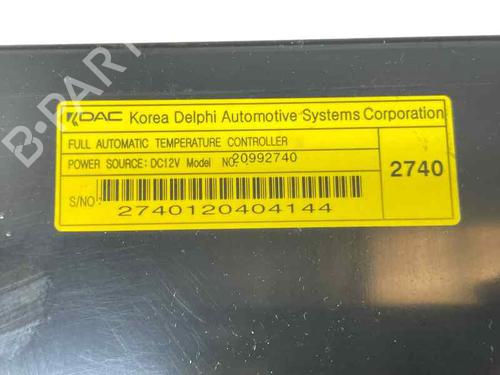 KDAC Korea Delphi Automotive Systems Corporation
FULL AUTOMATIC TEMPERATURE CONTROLLER
POWER SOURCE: DC12V Model NO. 20992740
2740
S/NO
2740120404144
B-PARTS